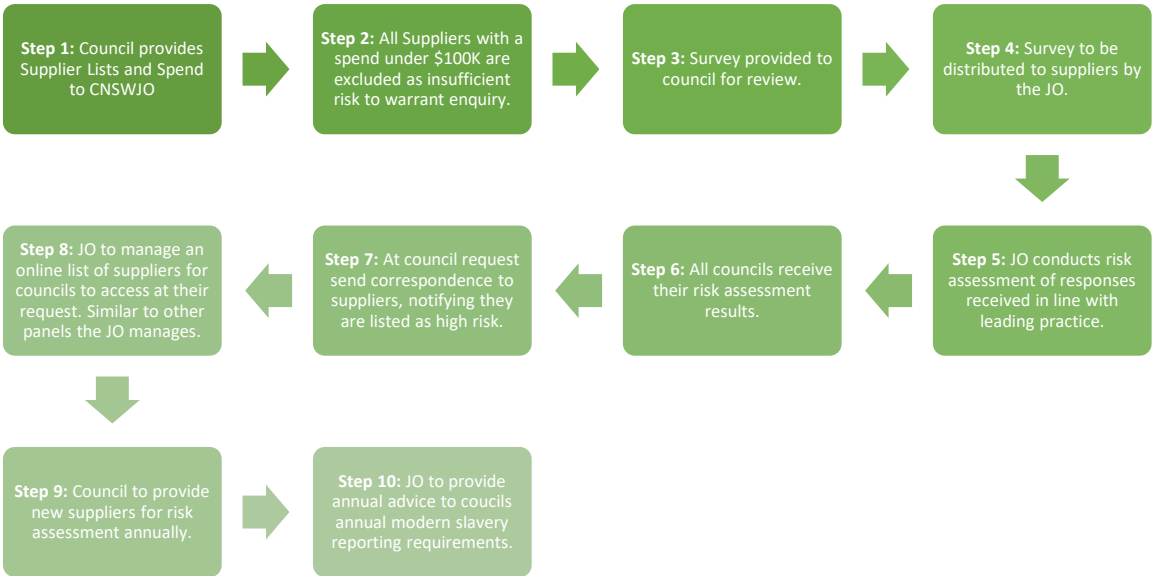 Step 1: Council provides
Supplier Lists and Spend
to CNSWJO
Step 2: All Suppliers with a
spend under $100K are
excluded as insufficient
risk to warrant enquiry.
Step 3: Survey provided to
council for review.
Step 4: Survey to be
distributed to suppliers by
the JO.
Step 5: JO conducts risk
assessment of responses
received in line with
leading practice.
Step 6: All councils receive
their risk assessment
results.
Step 7: At council request
send correspondence to
suppliers, notifying they
are listed as high risk.
Step 8: JO to manage an
online list of suppliers for
councils to access at their
request. Similar to other
panels the JO manages.
Step 9: Council to provide
new suppliers for risk
assessment annually.
Step 10: JO to provide
annual advice to coucils
annual modern slavery
reporting requirements.